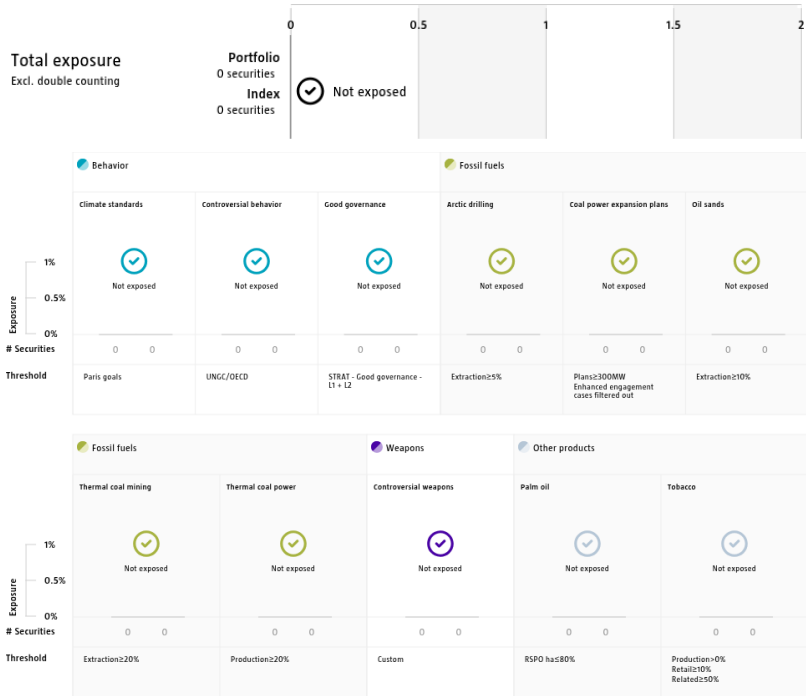 0 0.5 1 1.5 2
Total exposure
Excl. double counting
Portfolio
0 securities
Index
0 securities
Not exposed
Behavior Fossil fuels
Climate standards Controversial behavior Good governance Arctic drilling Coal power expansion plans Oil sands
Not exposed Not exposed Not exposed Not exposed Not exposed Not exposed
Exposure
1%
0.5%
0%
# Securities 0 0 0 0 0 0 0 0 0 0 0 0
Threshold Paris goals UNGC/OECD STRAT - Good governance - Extraction≥5% Plans≥300MW Extraction≥10%
L1 + L2 Enhanced engagement
cases filtered out
Fossil fuels Weapons Other products
Thermal coal mining Thermal coal power Controversial weapons Palm oil Tobacco
Not exposed Not exposed Not exposed Not exposed Not exposed
Exposure
1%
0.5%
0%
# Securities 0 0 0 0 0 0 0 0 0 0
Threshold Extraction≥20% Production≥20% Custom RSPO ha≤80% Production>0%
Retail≥10%
Related≥50%